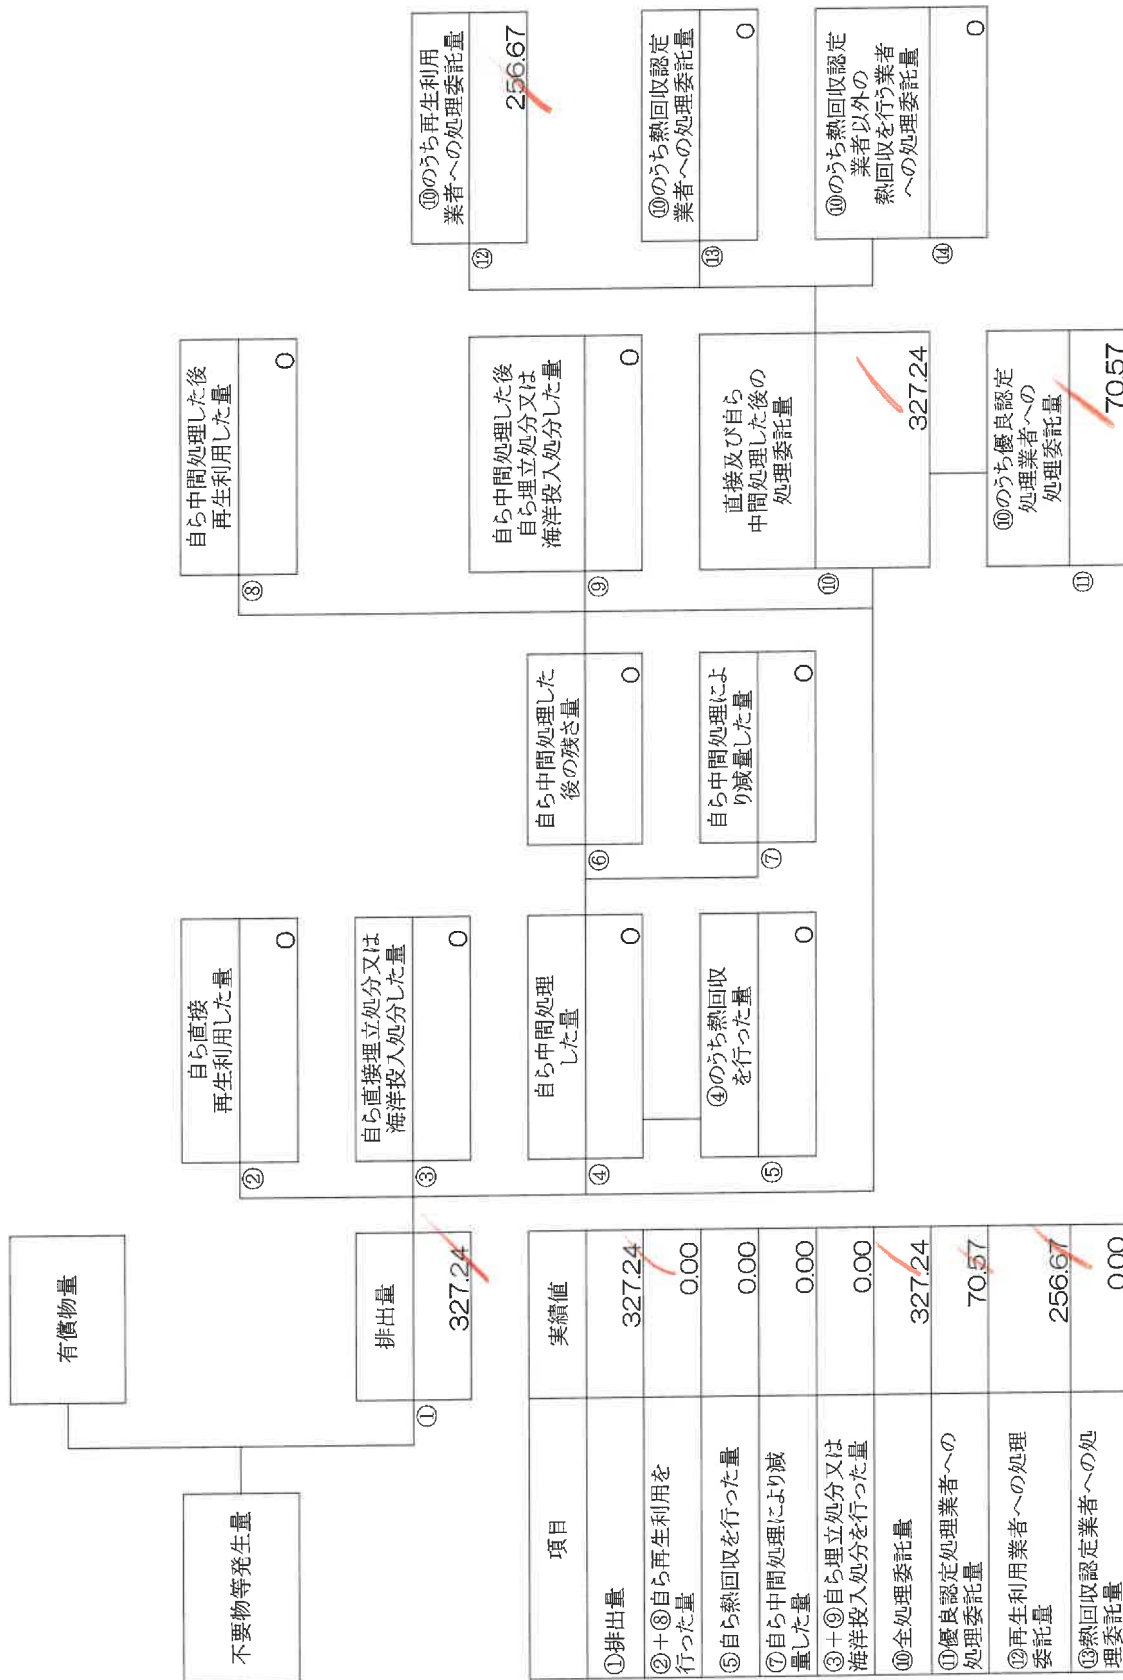 不要物等発生量
有償物量
排出量
①
327.24
②
自ら直接
再生利用した量
0
③
自ら直接埋立処分又は
海洋投入処分した量
0
④
自ら中間処理
した量
0
⑤
④のうち熱回収
を行った量
0
⑥
自ら中間処理した
後の残さ量
0
⑦
自ら中間処理によ
り減量した量
0
⑧
自ら中間処理した後
再生利用した量
0
⑨
自ら中間処理した後
自ら埋立処分又は
海洋投入処分した量
0
⑩
直接及び自ら
中間処理した後の
処理委託量
327.24
⑪
⑩のうち優良認定
処理業者への
処理委託量
70.57
⑫
⑩のうち再生利用
業者への処理委託量
256.67
⑬
⑩のうち熱回収認定
業者への処理委託量
0
⑭
⑩のうち熱回収認定
業者以外の
熱回収を行う業者
への処理委託量
0
項目 実績値
①排出量 327.24
②+⑧自ら再生利用を
行った量 0.00
⑤自ら熱回収を行った量 0.00
⑦自ら中間処理により減
量した量 0.00
③+⑨自ら埋立処分又は
海洋投入処分を行った量 0.00
⑩全処理委託量 327.24
⑪優良認定処理業者への
処理委託量 70.57
⑫再生利用業者への処理
委託量 256.67
⑬熱回収認定業者への処
理委託量 0.00